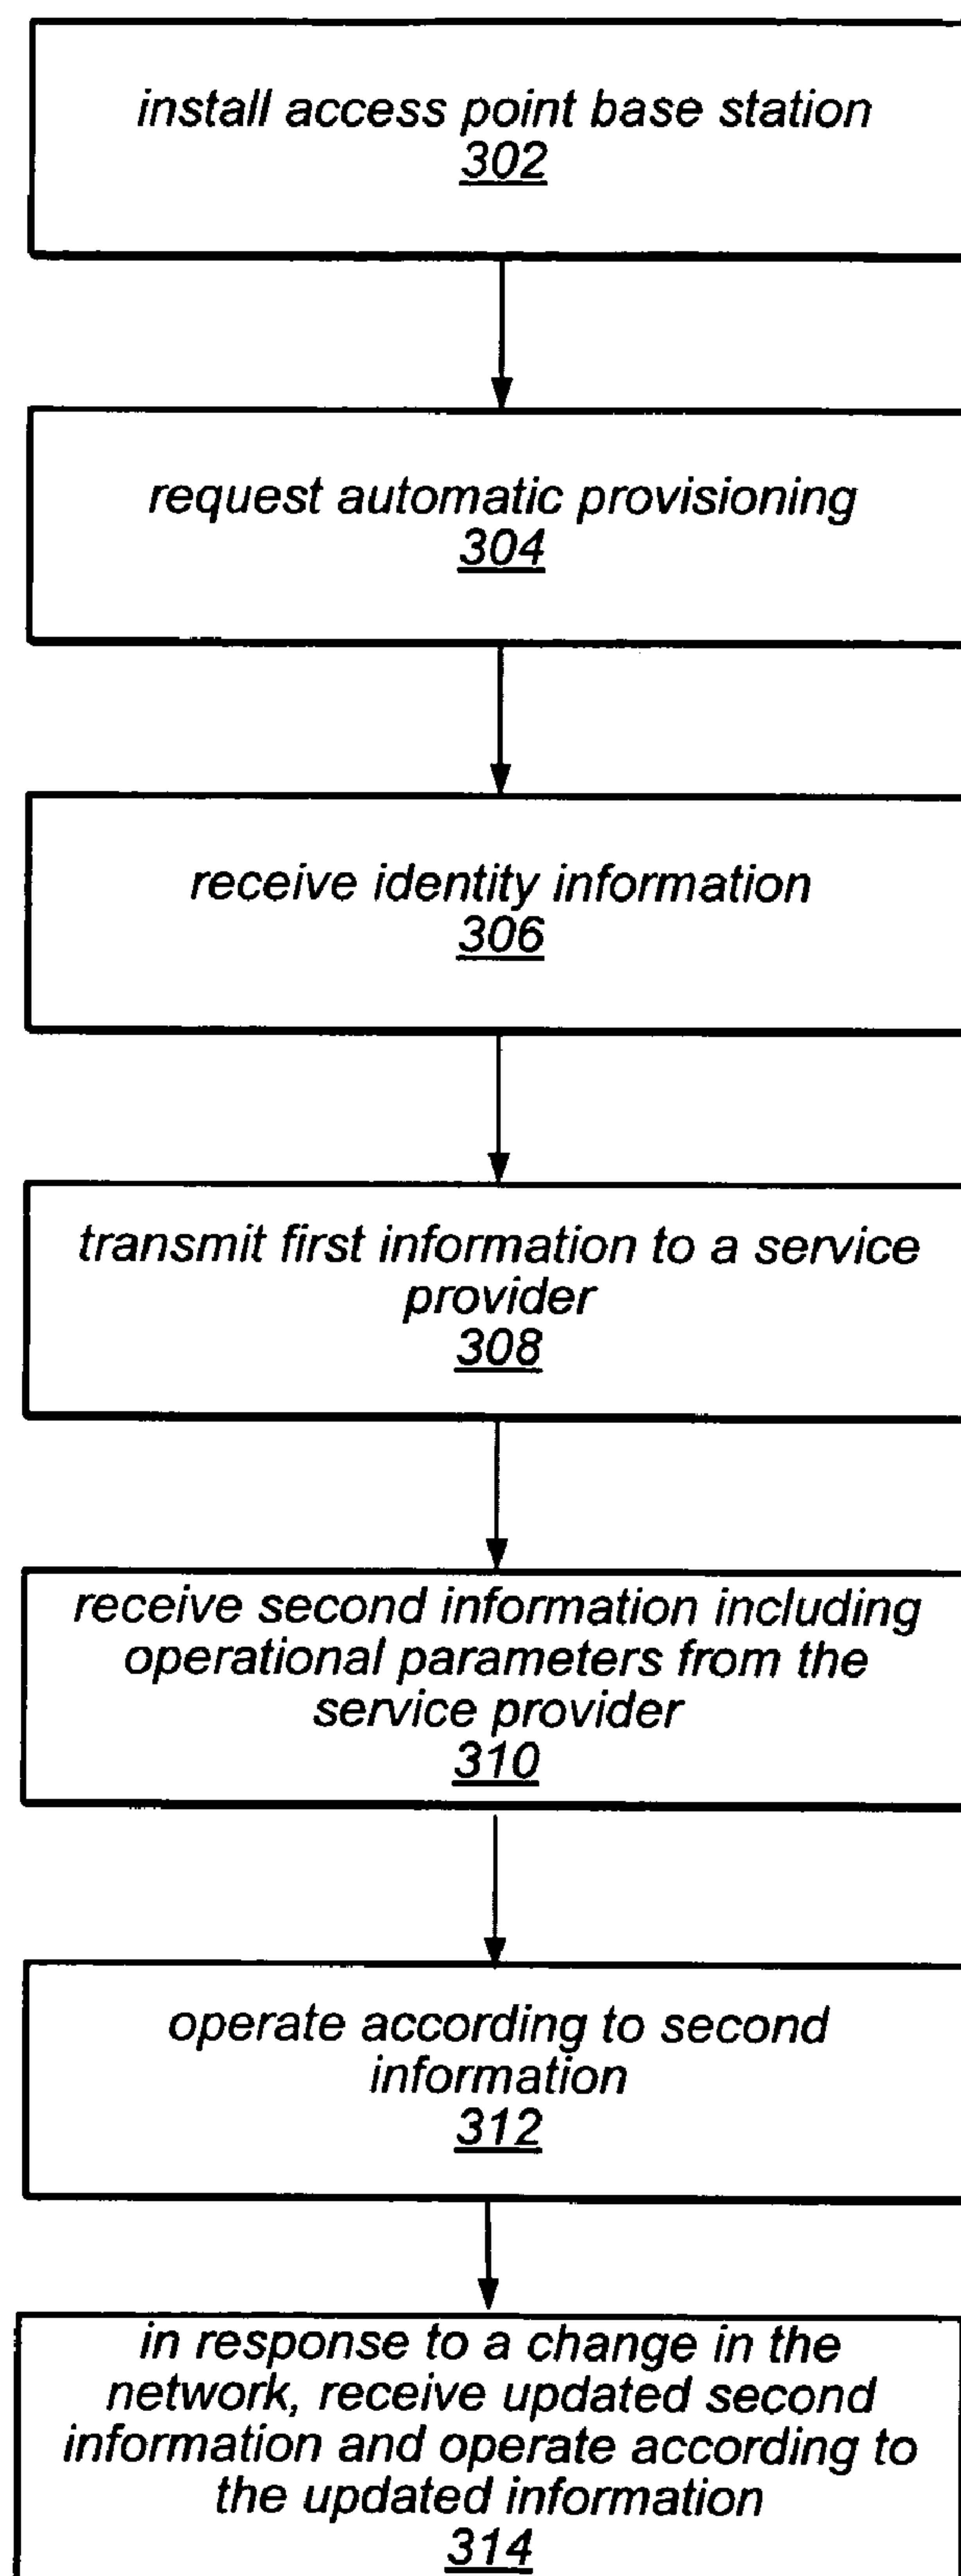 install access point base station
302
request automatic provisioning
304
receive identity information
306
transmit first information to a service
provider
308
receive second information including
operational parameters from the
service provider
310
operate according to second
information
312
in response to a change in the
network, receive updated second
information and operate according to
the updated information
314